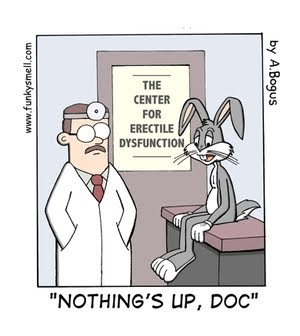 www.funkysmell.com
by A.Bogus
THE
CENTER
FOR
ERECTILE
DYSFUNCTION
"NOTHING'S UP, DOC"